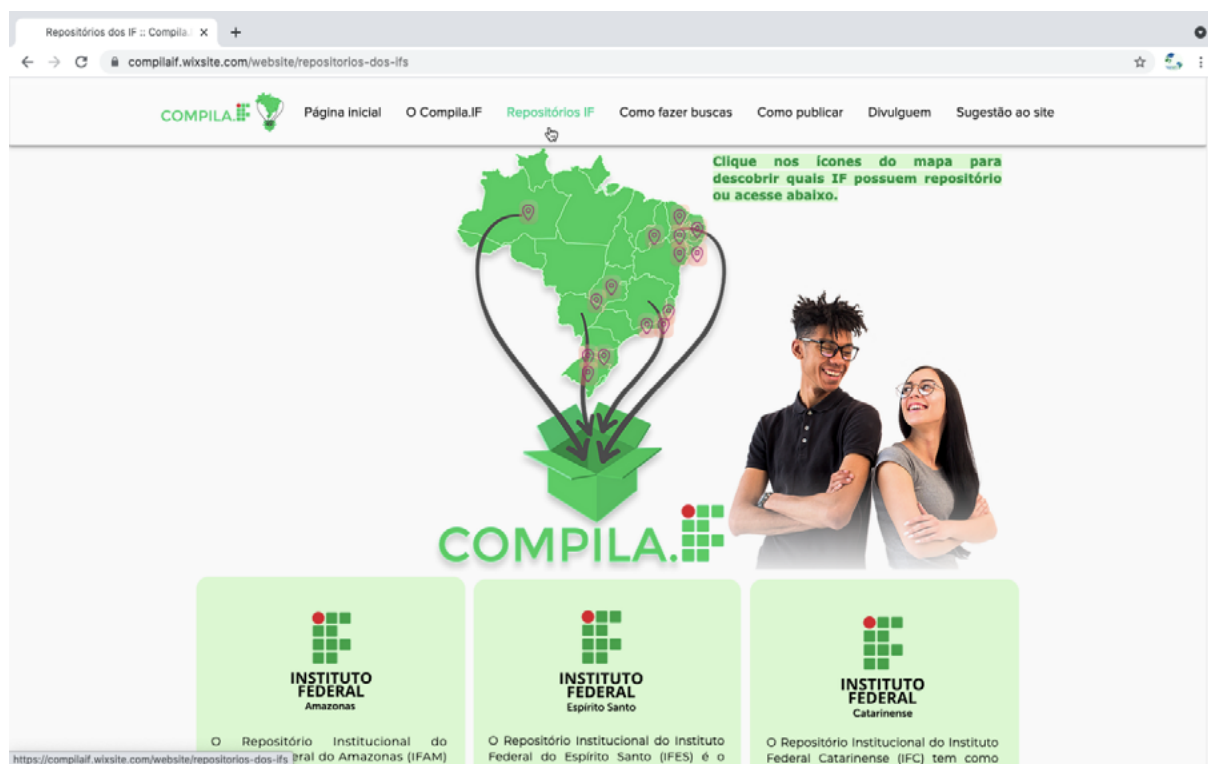 Repositórios dos IF :: Compila.I
compilaif.wixsite.com/website/repositorios-dos-ifs
COMPILA.IF
Página inicial
O Compila.IF
Repositórios IF
Como fazer buscas
Como publicar
Divulguem
Sugestão ao site
Clique nos ícones do mapa para
descobrir quais IF possuem repositório
ou acesse abaixo.
COMPILA.IF
INSTITUTO
FEDERAL
Amazonas
O Repositório Institucional do
eral do Amazonas (IFAM)
INSTITUTO
FEDERAL
Espírito Santo
O Repositório Institucional do Instituto
Federal do Espírito Santo (IFES) é o
INSTITUTO
FEDERAL
Catarinense
O Repositório Institucional do Instituto
Federal Catarinense (IFC) tem como
https://compilaif.wixsite.com/website/repositorios-dos-ifs